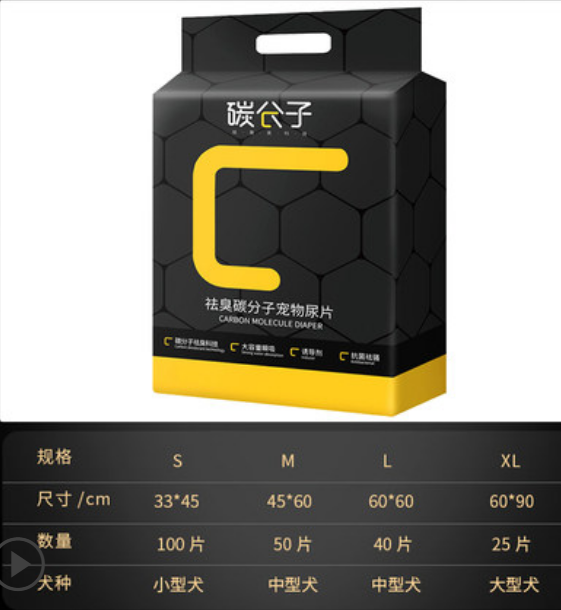 碳分子
祛臭碳分子宠物尿片
CARBON MOLECULE DIAPER
碳分子祛臭科技 大容量瞬吸 诱导剂 抗菌祛臊
规格 S M L XL
尺寸/cm 33*45 45*60 60*60 60*90
数量 100片 50片 40片 25片
犬种 小型犬 中型犬 中型犬 大型犬